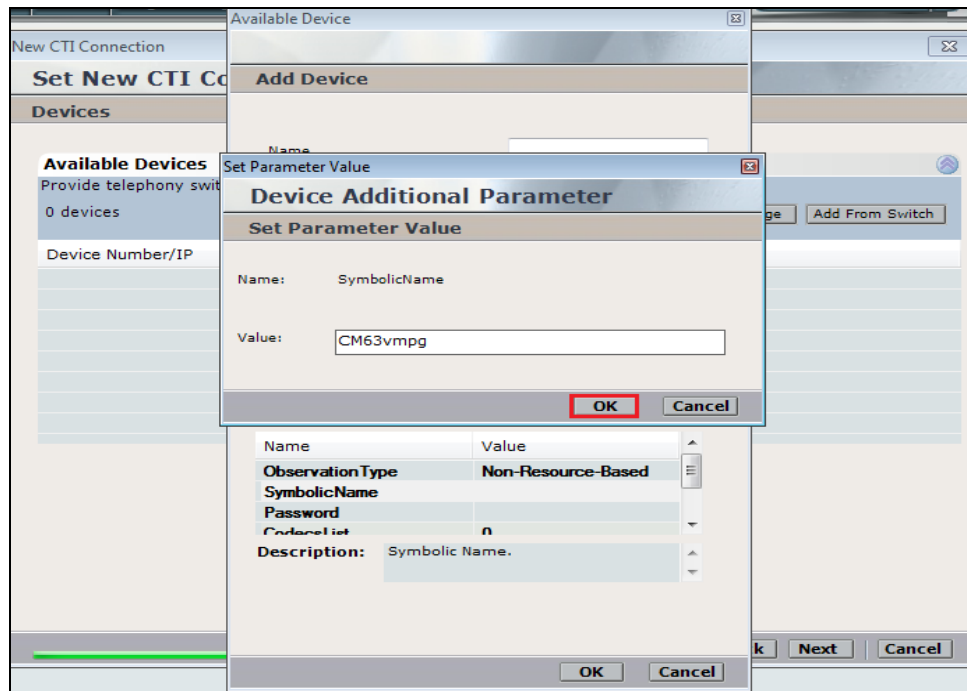 Available Device
New CTI Connection
Set New CTI Co
Add Device
Devices
Name
Available Devices
Provide telephony swit
0 devices
ge
Add From Switch
Device Number/IP
Set Parameter Value
Device Additional Parameter
Set Parameter Value
Name: SymbolicName
Value: CM63vmpg
OK Cancel
Name Value
ObservationType Non-Resource-Based
SymbolicName
Password
CodecsList 0
Description: Symbolic Name.
k Next Cancel
OK Cancel